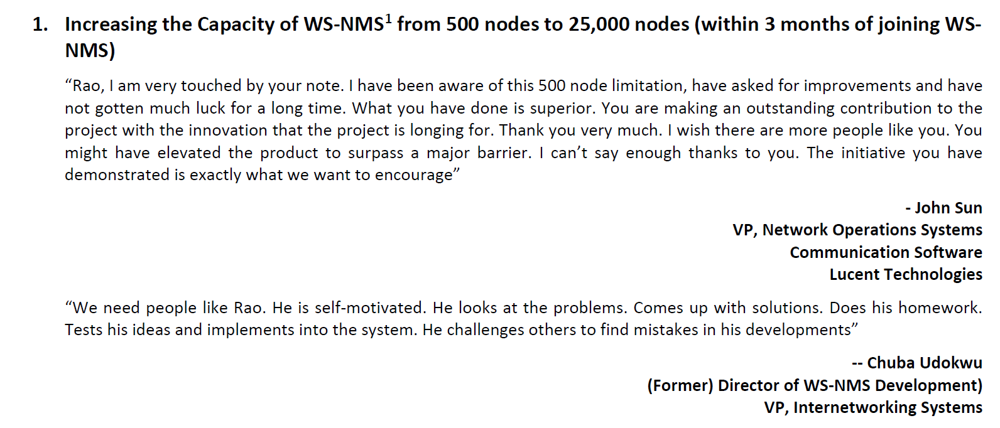 1. Increasing the Capacity of WS-NMS¹ from 500 nodes to 25,000 nodes (within 3 months of joining WS-
NMS)
“Rao, I am very touched by your note. I have been aware of this 500 node limitation, have asked for improvements and have
not gotten much luck for a long time. What you have done is superior. You are making an outstanding contribution to the
project with the innovation that the project is longing for. Thank you very much. I wish there are more people like you. You
might have elevated the product to surpass a major barrier. I can’t say enough thanks to you. The initiative you have
demonstrated is exactly what we want to encourage”
- John Sun
VP, Network Operations Systems
Communication Software
Lucent Technologies
“We need people like Rao. He is self-motivated. He looks at the problems. Comes up with solutions. Does his homework.
Tests his ideas and implements into the system. He challenges others to find mistakes in his developments”
-- Chuba Udokwu
(Former) Director of WS-NMS Development)
VP, Internetworking Systems